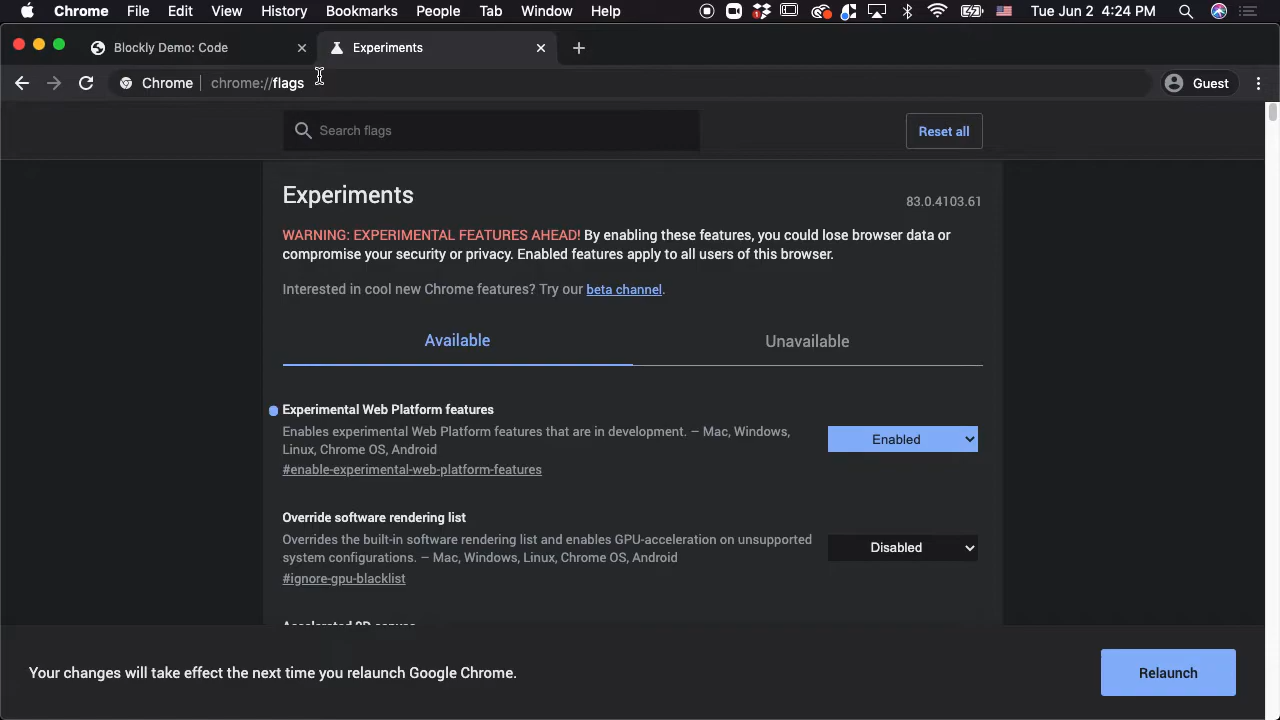 Chrome File Edit View History Bookmarks People Tab Window Help Tue Jun 2 4:24 PM
Blockly Demo: Code Experiments
Chrome chrome://flags Guest
Search flags Reset all
Experiments 83.0.4103.61
WARNING: EXPERIMENTAL FEATURES AHEAD! By enabling these features, you could lose browser data or
compromise your security or privacy. Enabled features apply to all users of this browser.
Interested in cool new Chrome features? Try our beta channel.
Available Unavailable
Experimental Web Platform features
Enables experimental Web Platform features that are in development. – Mac, Windows,
Linux, Chrome OS, Android
Enabled
#enable-experimental-web-platform-features
Override software rendering list
Overrides the built-in software rendering list and enables GPU-acceleration on unsupported
system configurations. – Mac, Windows, Linux, Chrome OS, Android
Disabled
#ignore-gpu-blacklist
Accelerated 2D canvas
Your changes will take effect the next time you relaunch Google Chrome. Relaunch